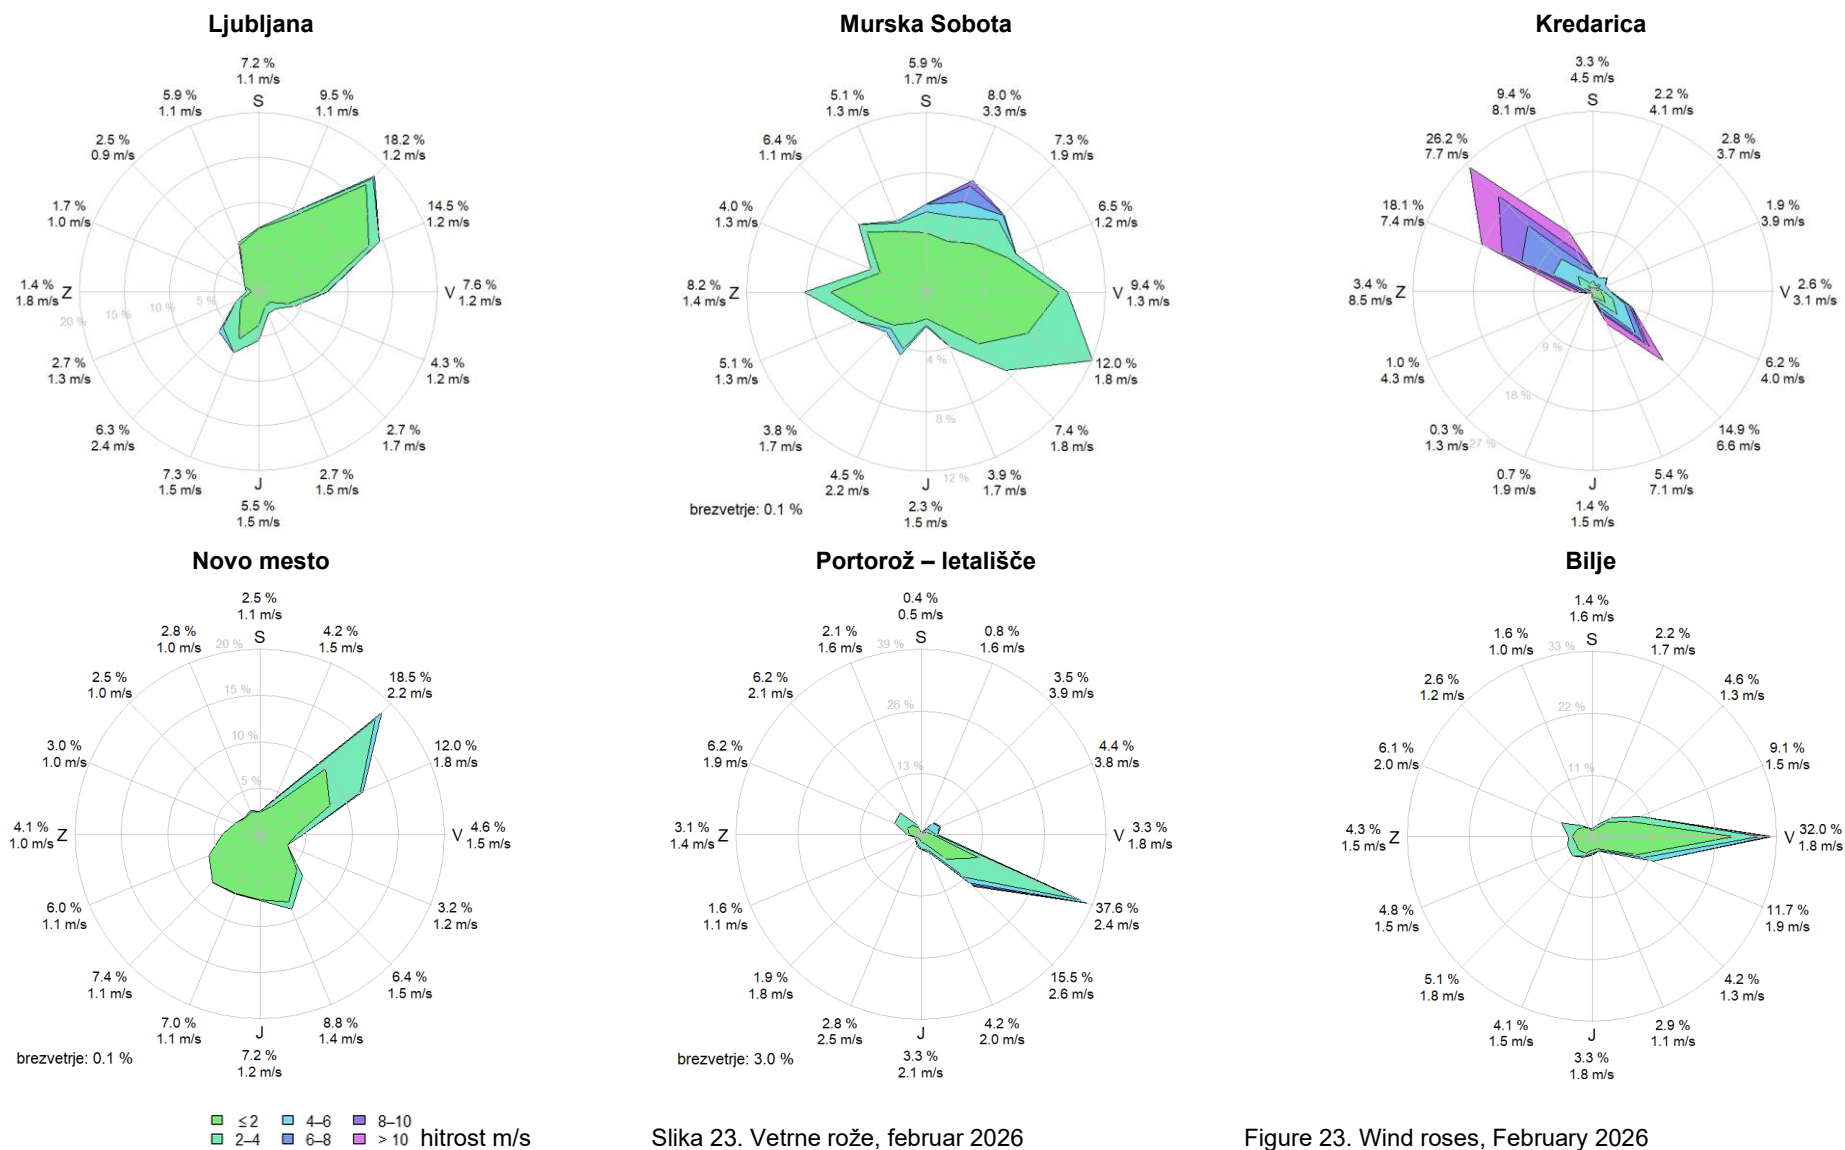 Ljubljana
7.2 %
1.1 m/s
S
9.5 %
1.1 m/s
18.2 %
1.2 m/s
14.5 %
1.2 m/s
V 7.6 %
1.2 m/s
4.3 %
1.2 m/s
2.7 %
1.7 m/s
2.7 %
1.5 m/s
J
5.5 %
1.5 m/s
7.3 %
1.5 m/s
6.3 %
2.4 m/s
2.7 %
1.3 m/s
1.4 %
1.8 m/s Z
1.7 %
1.0 m/s
2.5 %
0.9 m/s
5.9 %
1.1 m/s
5 %
10 %
15 %
20 %
Murska Sobota
5.9 %
1.7 m/s
S
8.0 %
3.3 m/s
7.3 %
1.9 m/s
6.5 %
1.2 m/s
V 9.4 %
1.3 m/s
12.0 %
1.8 m/s
7.4 %
1.8 m/s
3.9 %
1.7 m/s
J
2.3 %
1.5 m/s
4.5 %
2.2 m/s
3.8 %
1.7 m/s
5.1 %
1.3 m/s
8.2 %
1.4 m/s Z
4.0 %
1.3 m/s
6.4 %
1.1 m/s
5.1 %
1.3 m/s
4 %
8 %
12 %
brezvetrje: 0.1 %
Kredarica
3.3 %
4.5 m/s
S
2.2 %
4.1 m/s
2.8 %
3.7 m/s
1.9 %
3.9 m/s
V 2.6 %
3.1 m/s
6.2 %
4.0 m/s
14.9 %
6.6 m/s
5.4 %
7.1 m/s
J
1.4 %
1.5 m/s
0.7 %
1.9 m/s
0.3 %
1.3 m/s
1.0 %
4.3 m/s
3.4 %
8.5 m/s Z
18.1 %
7.4 m/s
26.2 %
7.7 m/s
9.4 %
8.1 m/s
9 %
18 %
27 %
Novo mesto
2.5 %
1.1 m/s
S
4.2 %
1.5 m/s
18.5 %
2.2 m/s
12.0 %
1.8 m/s
V 4.6 %
1.5 m/s
3.2 %
1.2 m/s
6.4 %
1.5 m/s
8.8 %
1.4 m/s
J
7.2 %
1.2 m/s
7.0 %
1.1 m/s
7.4 %
1.1 m/s
6.0 %
1.1 m/s
4.1 %
1.0 m/s Z
3.0 %
1.0 m/s
2.5 %
1.0 m/s
2.8 %
1.0 m/s
20 %
15 %
10 %
5 %
brezvetrje: 0.1 %
Portorož – letališče
0.4 %
0.5 m/s
S
0.8 %
1.6 m/s
3.5 %
3.9 m/s
4.4 %
3.8 m/s
V 3.3 %
1.8 m/s
37.6 %
2.4 m/s
15.5 %
2.6 m/s
4.2 %
2.0 m/s
J
3.3 %
2.1 m/s
2.8 %
2.5 m/s
1.9 %
1.8 m/s
1.6 %
1.1 m/s
3.1 %
1.4 m/s Z
6.2 %
1.9 m/s
6.2 %
2.1 m/s
2.1 %
1.6 m/s
39 %
26 %
13 %
brezvetrje: 3.0 %
Bilje
1.4 %
1.6 m/s
S
2.2 %
1.7 m/s
4.6 %
1.3 m/s
9.1 %
1.5 m/s
V 32.0 %
1.8 m/s
11.7 %
1.9 m/s
4.2 %
1.3 m/s
2.9 %
1.1 m/s
J
3.3 %
1.8 m/s
4.1 %
1.5 m/s
5.1 %
1.8 m/s
4.8 %
1.5 m/s
4.3 %
1.5 m/s Z
6.1 %
2.0 m/s
2.6 %
1.2 m/s
1.6 %
1.0 m/s
33 %
22 %
11 %
≤ 2 4–6 8–10
2–4 6–8 > 10 hitrost m/s
Slika 23. Vetrne rože, februar 2026
Figure 23. Wind roses, February 2026